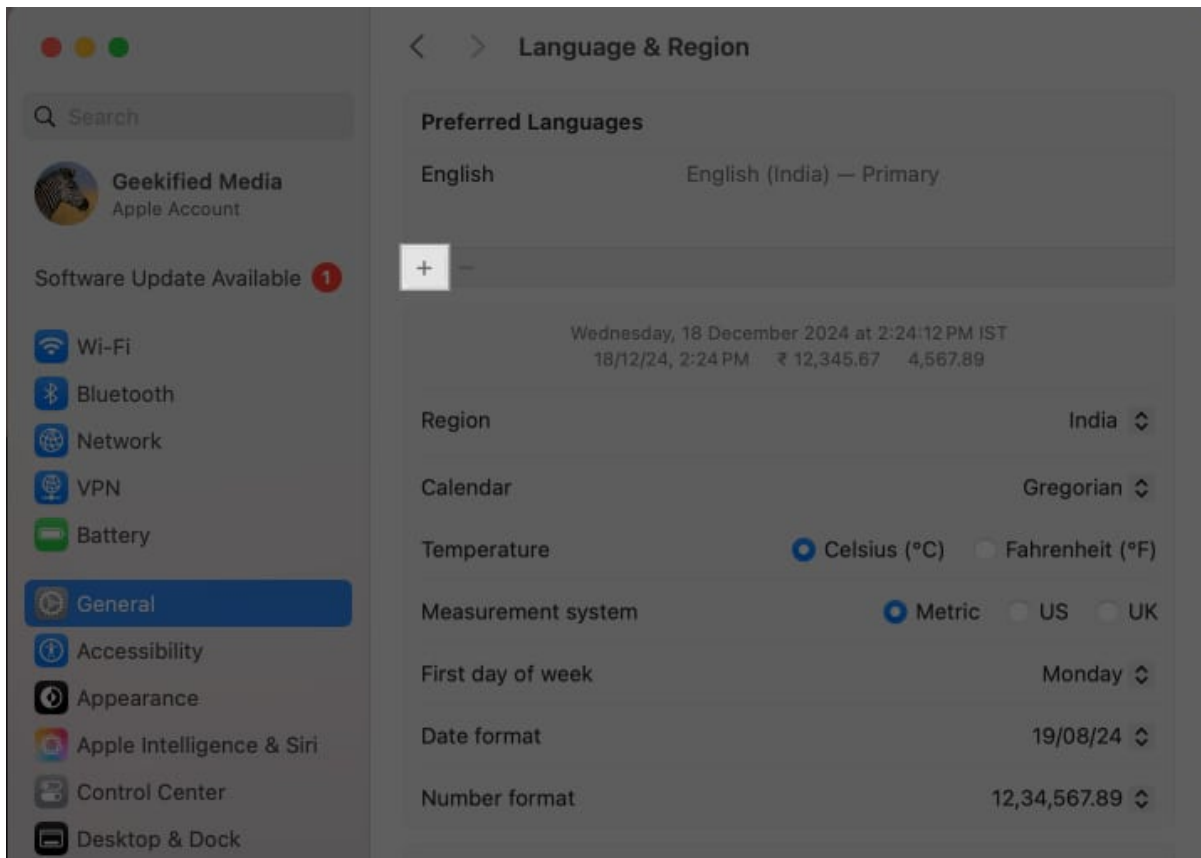 Language & Region
Search
Geekified Media
Apple Account
Software Update Available 1
Wi-Fi
Bluetooth
Network
VPN
Battery
General
Accessibility
Appearance
Apple Intelligence & Siri
Control Center
Desktop & Dock
Preferred Languages
English English (India) — Primary
+ −
Wednesday, 18 December 2024 at 2:24:12 PM IST
18/12/24, 2:24 PM ₹ 12,345.67 4,567.89
Region India
Calendar Gregorian
Temperature Celsius (°C) Fahrenheit (°F)
Measurement system Metric US UK
First day of week Monday
Date format 19/08/24
Number format 12,34,567.89